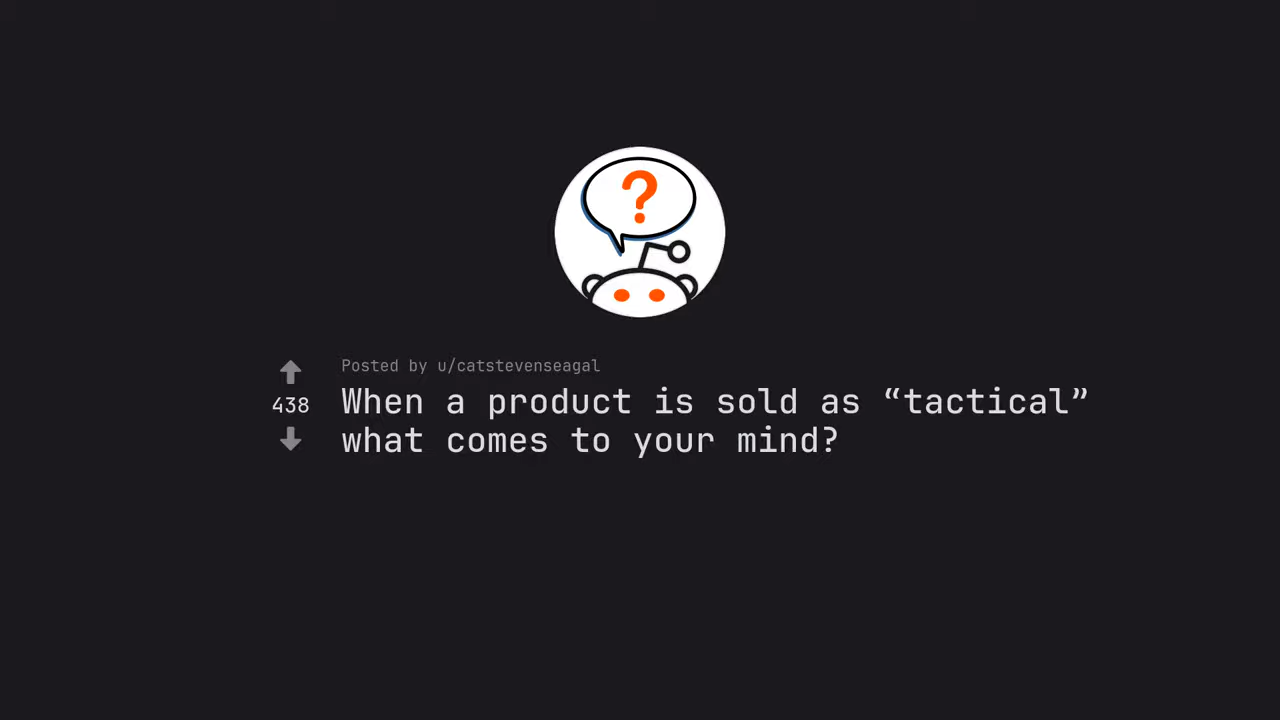 ?
Posted by u/catstevenseagal
438
When a product is sold as “tactical”
what comes to your mind?